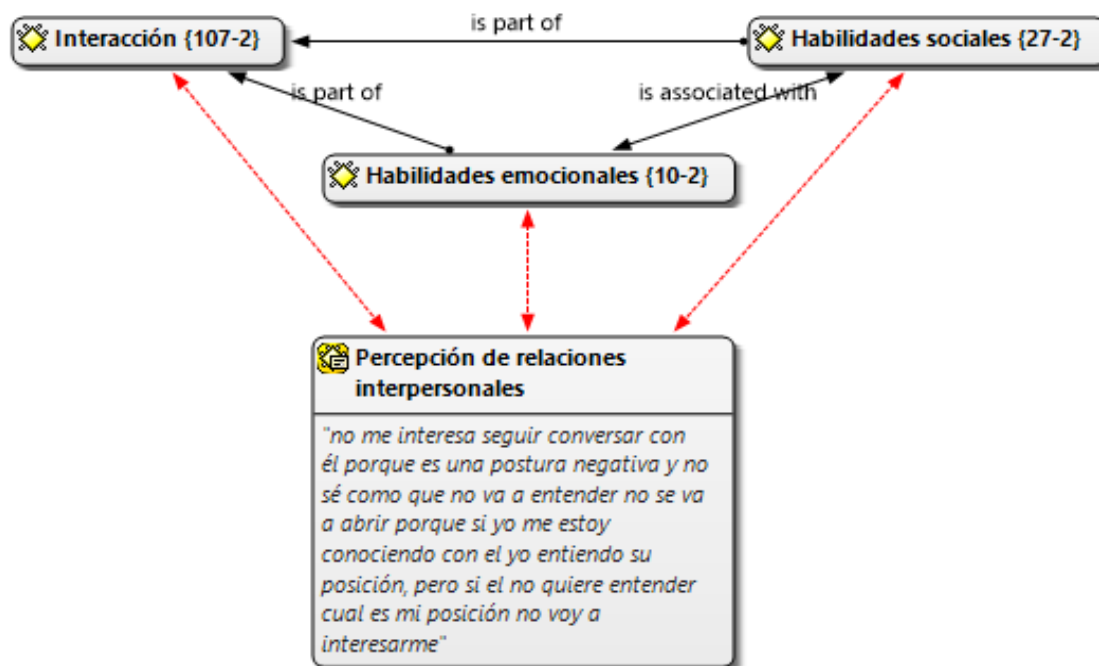 is part of
Interacción {107-2}
Habilidades sociales {27-2}
is part of
is associated with
Habilidades emocionales {10-2}
Percepción de relaciones
interpersonales
"no me interesa seguir conversar con
él porque es una postura negativa y no
sé como que no va a entender no se va
a abrir porque si yo me estoy
conociendo con el yo entiendo su
posición, pero si el no quiere entender
cual es mi posición no voy a
interesarme"